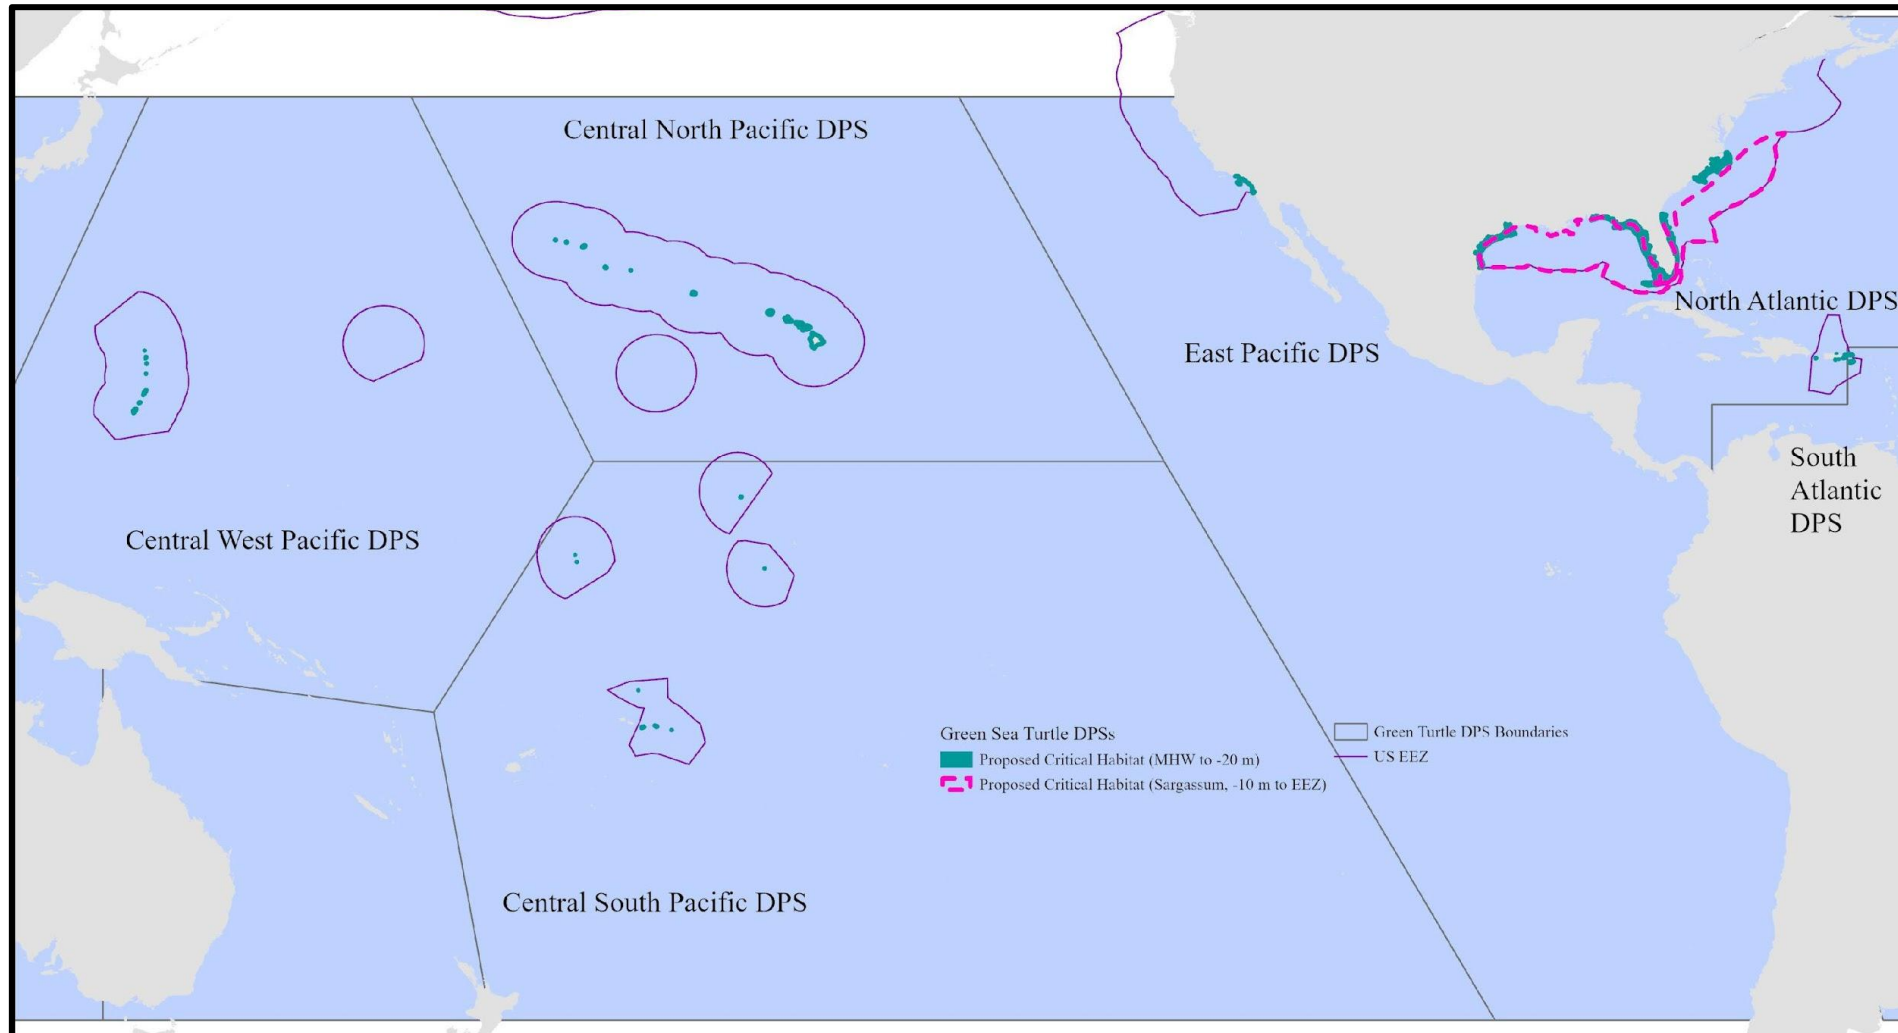 Central North Pacific DPS
North Atlantic DPS
East Pacific DPS
South
Atlantic
DPS
Central West Pacific DPS
Green Sea Turtle DPSs
Proposed Critical Habitat (MHW to -20 m)
Proposed Critical Habitat (Sargassum, -10 m to EEZ)
Green Turtle DPS Boundaries
US EEZ
Central South Pacific DPS